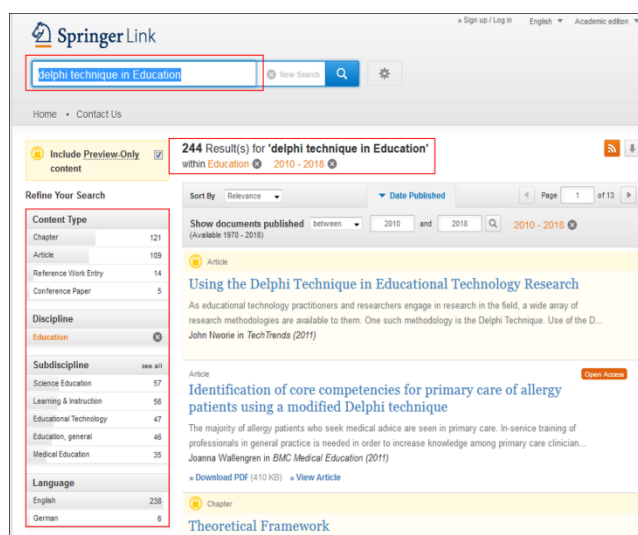 » Sign up / Log in English Academic edition
Springer Link
delphi technique in Education
New Search
Home • Contact Us
Include Preview-Only content
244 Result(s) for 'delphi technique in Education'
within Education 2010 - 2018
Refine Your Search
Sort By Relevance
Date Published
Page 1 of 13
Show documents published between 2010 and 2018 2010 - 2018
(Available 1970 - 2018)
Content Type
Chapter 121
Article 109
Reference Work Entry 14
Conference Paper 5
Discipline
Education
Subdiscipline see all
Science Education 57
Learning & Instruction 56
Educational Technology 47
Education, general 46
Medical Education 35
Language
English 238
German 6
Article
Using the Delphi Technique in Educational Technology Research
As educational technology practitioners and researchers engage in research in the field, a wide array of
research methodologies are available to them. One such methodology is the Delphi Technique. Use of the D...
John Nworie in TechTrends (2011)
Article
Open Access
Identification of core competencies for primary care of allergy
patients using a modified Delphi technique
The majority of allergy patients who seek medical advice are seen in primary care. In-service training of
professionals in general practice is needed in order to increase knowledge among primary care clinician...
Joanna Wallengren in BMC Medical Education (2011)
» Download PDF (410 KB) » View Article
Chapter
Theoretical Framework